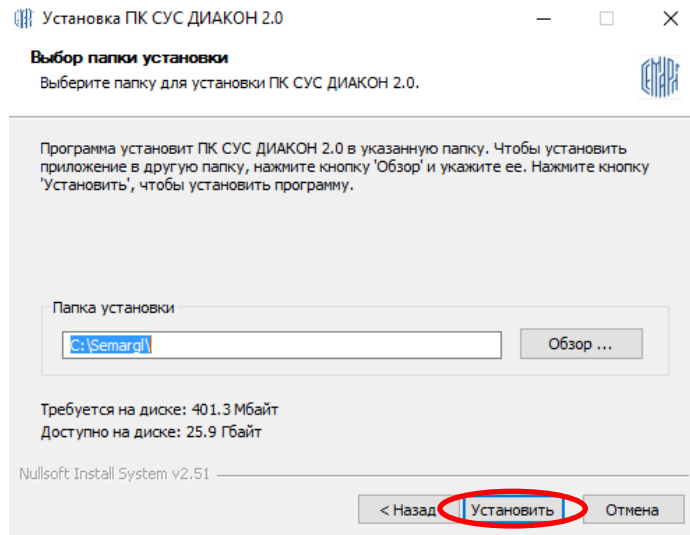 Установка ПК СУС ДИАКОН 2.0
Выбор папки установки
Выберите папку для установки ПК СУС ДИАКОН 2.0.
СЕМАРГЛ
Программа установит ПК СУС ДИАКОН 2.0 в указанную папку. Чтобы установить
приложение в другую папку, нажмите кнопку 'Обзор' и укажите ее. Нажмите кнопку
'Установить', чтобы установить программу.
Папка установки
C:\Semargl\
Обзор ...
Требуется на диске: 401.3 Мбайт
Доступно на диске: 25.9 Гбайт
Nullsoft Install System v2.51
< Назад
Установить
Отмена